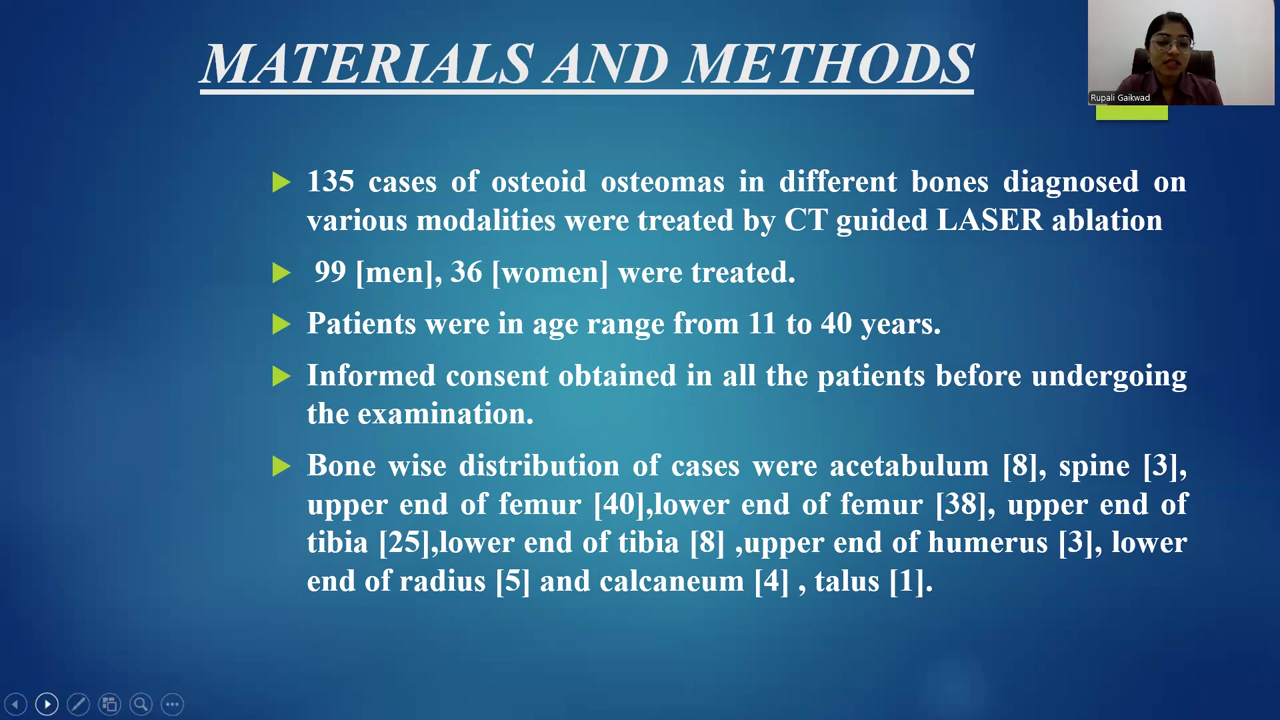 MATERIALS AND METHODS
Rupali Gaikwad
135 cases of osteoid osteomas in different bones diagnosed on
various modalities were treated by CT guided LASER ablation
99 [men], 36 [women] were treated.
Patients were in age range from 11 to 40 years.
Informed consent obtained in all the patients before undergoing
the examination.
Bone wise distribution of cases were acetabulum [8], spine [3],
upper end of femur [40],lower end of femur [38], upper end of
tibia [25],lower end of tibia [8] ,upper end of humerus [3], lower
end of radius [5] and calcaneum [4] , talus [1].